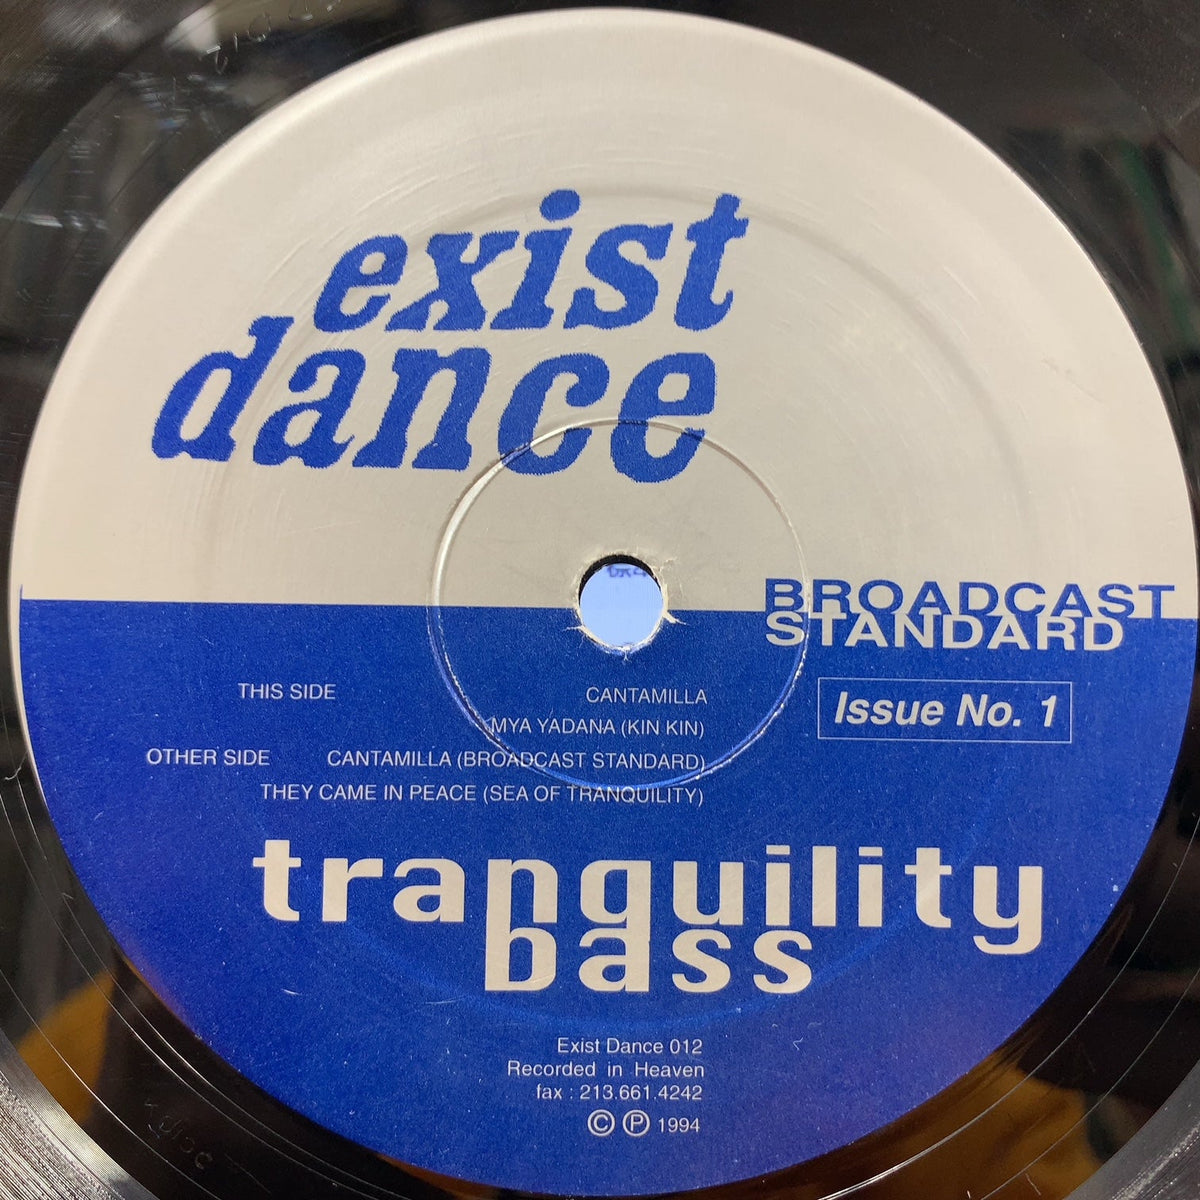 exist
dance
BROADCAST
STANDARD
Issue No. 1
THIS SIDE CANTAMILLA
MYA YADANA (KIN KIN)
OTHER SIDE CANTAMILLA (BROADCAST STANDARD)
THEY CAME IN PEACE (SEA OF TRANQUILITY)
tranquility
bass
Exist Dance 012
Recorded in Heaven
fax : 213.661.4242
© ℗ 1994